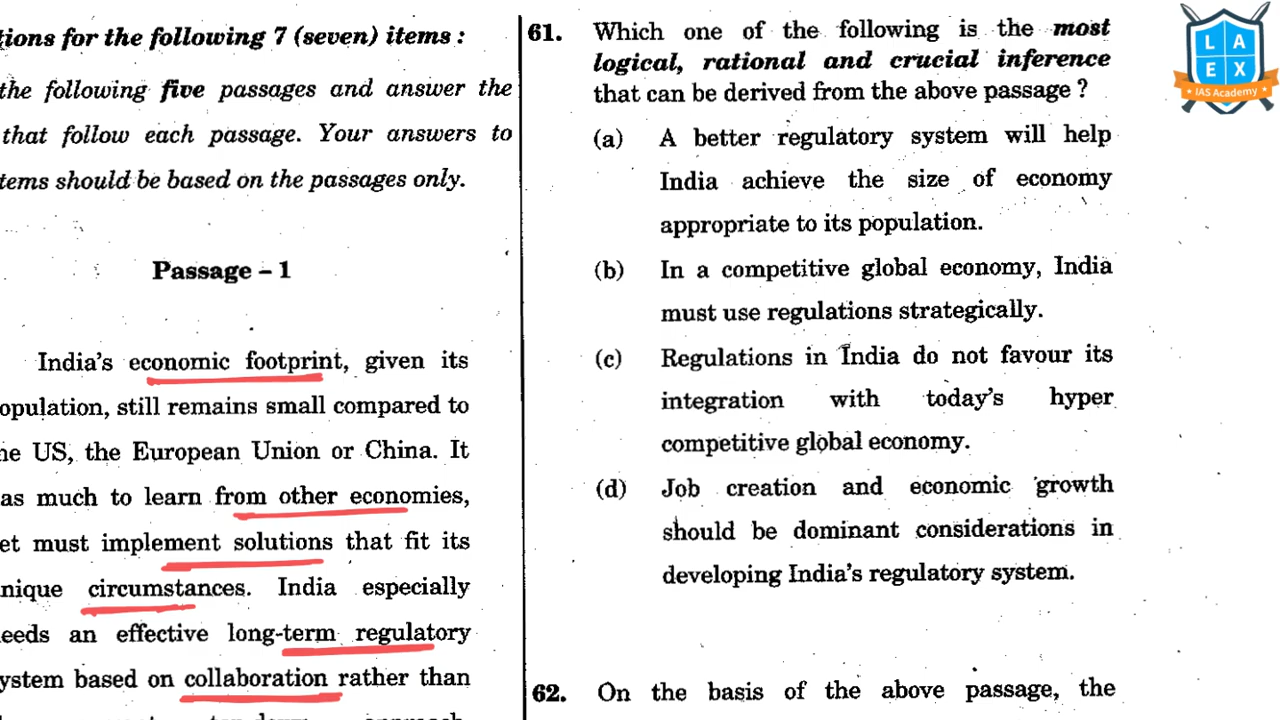 tions for the following 7 (seven) items :
the following five passages and answer the
that follow each passage. Your answers to
tems should be based on the passages only.
Passage – 1
India's economic footprint, given its
opulation, still remains small compared to
he US, the European Union or China. It
as much to learn from other economies,
et must implement solutions that fit its
nique circumstances. India especially
eeds an effective long-term regulatory
ystem based on collaboration rather than
approach
61. Which one of the following is the most
logical, rational and crucial inference
that can be derived from the above passage ?
(a) A better regulatory system will help
India achieve the size of economy
appropriate to its population.
(b) In a competitive global economy, India
must use regulations strategically.
(c) Regulations in India do not favour its
integration with today's hyper
competitive global economy.
(d) Job creation and economic growth
should be dominant considerations in
developing India's regulatory system.
62. On the basis of the above passage, the
L A
E X
IAS Academy